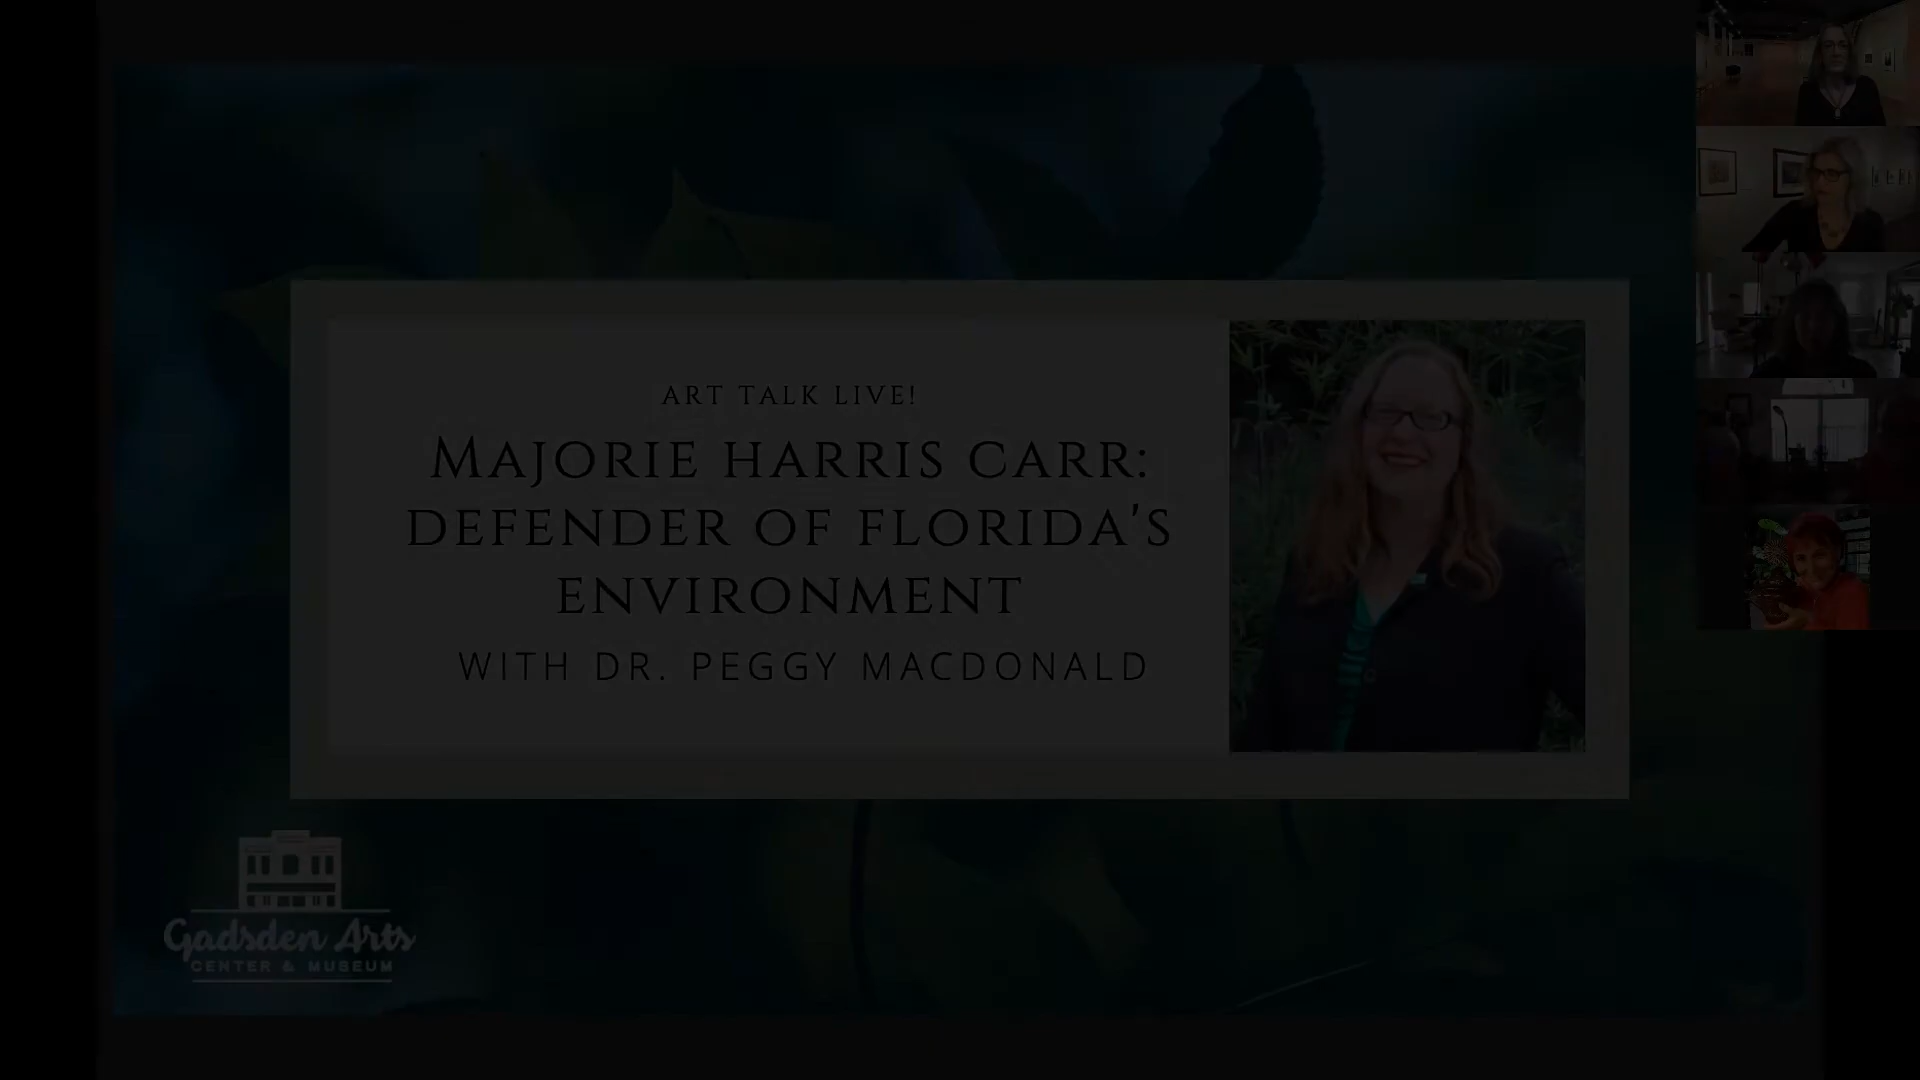 ART TALK LIVE!
MAJORIE HARRIS CARR:
DEFENDER OF FLORIDA'S
ENVIRONMENT
WITH DR. PEGGY MACDONALD
Gadsden Arts
CENTER & MUSEUM